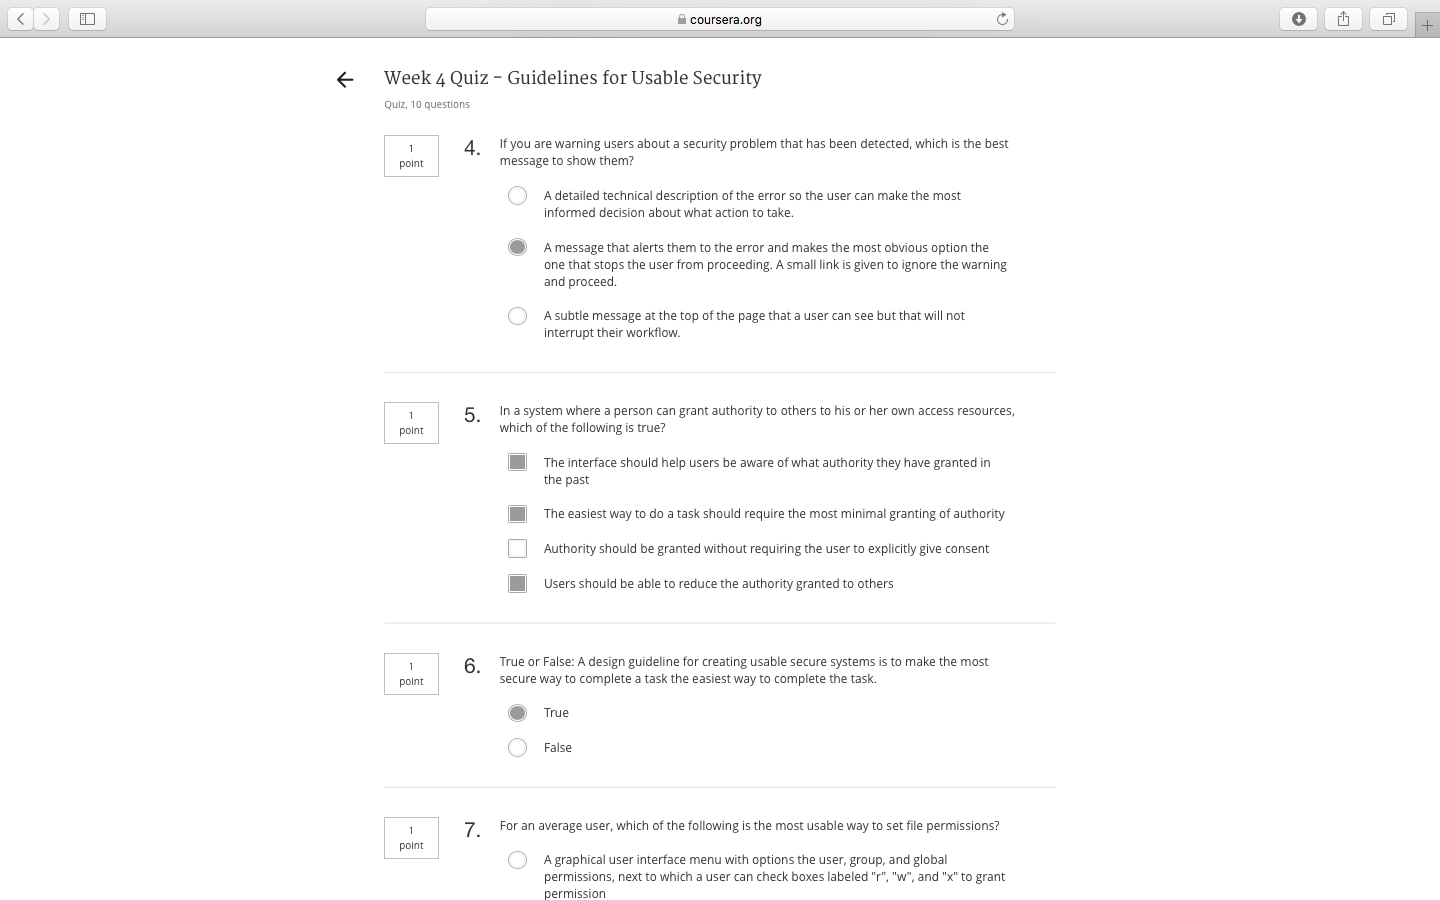 coursera.org
Week 4 Quiz - Guidelines for Usable Security
Quiz, 10 questions
1
point
4.
If you are warning users about a security problem that has been detected, which is the best
message to show them?
A detailed technical description of the error so the user can make the most
informed decision about what action to take.
A message that alerts them to the error and makes the most obvious option the
one that stops the user from proceeding. A small link is given to ignore the warning
and proceed.
A subtle message at the top of the page that a user can see but that will not
interrupt their workflow.
1
point
5.
In a system where a person can grant authority to others to his or her own access resources,
which of the following is true?
The interface should help users be aware of what authority they have granted in
the past
The easiest way to do a task should require the most minimal granting of authority
Authority should be granted without requiring the user to explicitly give consent
Users should be able to reduce the authority granted to others
1
point
6.
True or False: A design guideline for creating usable secure systems is to make the most
secure way to complete a task the easiest way to complete the task.
True
False
1
point
7.
For an average user, which of the following is the most usable way to set file permissions?
A graphical user interface menu with options the user, group, and global
permissions, next to which a user can check boxes labeled "r", "w", and "x" to grant
permission